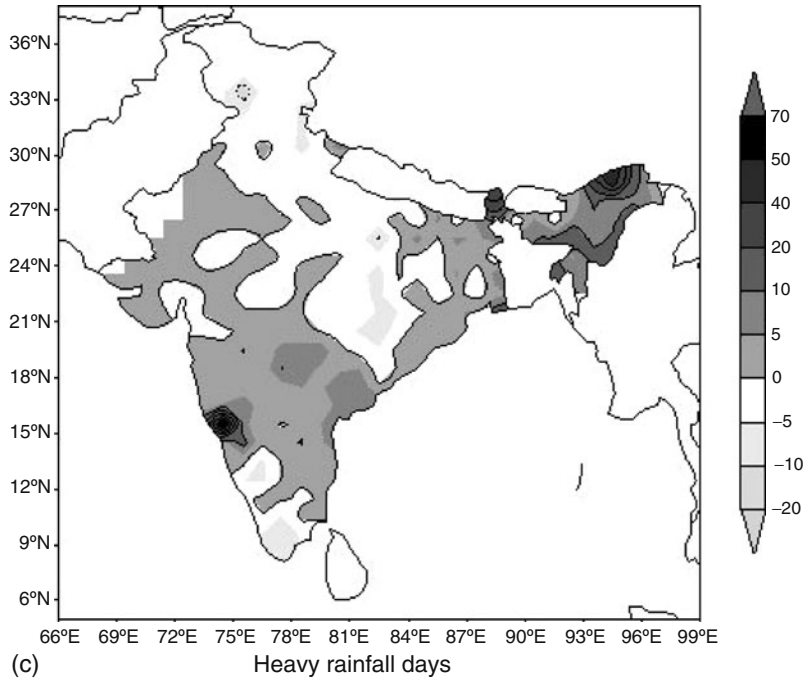 36ºN
33ºN
30ºN
27ºN
24ºN
21ºN
18ºN
15ºN
12ºN
9ºN
6ºN
66ºE 69ºE 72ºE 75ºE 78ºE 81ºE 84ºE 87ºE 90ºE 93ºE 96ºE 99ºE
70
50
40
20
10
5
0
−5
−10
−20
(c) Heavy rainfall days